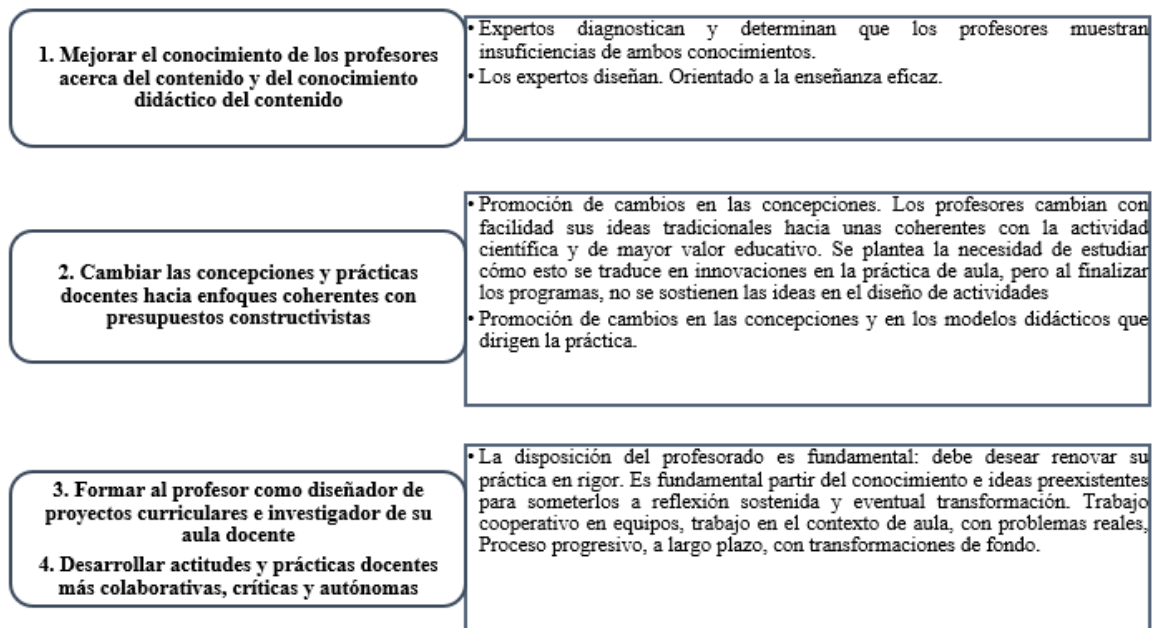 1. Mejorar el conocimiento de los profesores
acerca del contenido y del conocimiento
didáctico del contenido
• Expertos diagnostican y determinan que los profesores muestran
insuficiencias de ambos conocimientos.
• Los expertos diseñan. Orientado a la enseñanza eficaz.
2. Cambiar las concepciones y prácticas
docentes hacia enfoques coherentes con
presupuestos constructivistas
• Promoción de cambios en las concepciones. Los profesores cambian con
facilidad sus ideas tradicionales hacia unas coherentes con la actividad
científica y de mayor valor educativo. Se plantea la necesidad de estudiar
cómo esto se traduce en innovaciones en la práctica de aula, pero al finalizar
los programas, no se sostienen las ideas en el diseño de actividades
• Promoción de cambios en las concepciones y en los modelos didácticos que
dirigen la práctica.
3. Formar al profesor como diseñador de
proyectos curriculares e investigador de su
aula docente
4. Desarrollar actitudes y prácticas docentes
más colaborativas, críticas y autónomas
• La disposición del profesorado es fundamental: debe desear renovar su
práctica en rigor. Es fundamental partir del conocimiento e ideas preexistentes
para someterlos a reflexión sostenida y eventual transformación. Trabajo
cooperativo en equipos, trabajo en el contexto de aula, con problemas reales,
Proceso progresivo, a largo plazo, con transformaciones de fondo.